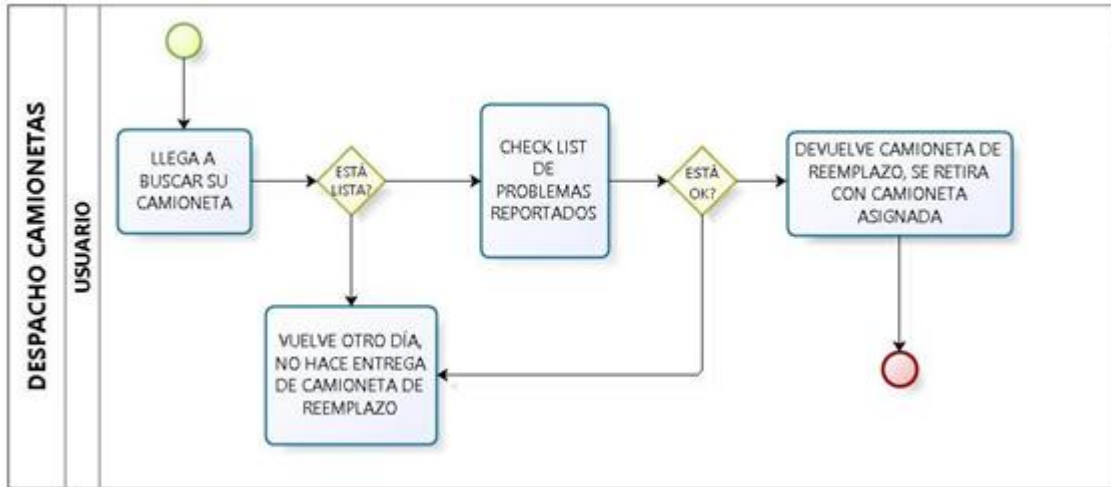 DESPACHO CAMIONETAS
USUARIO
LLEGA A
BUSCAR SU
CAMIONETA
ESTÁ
LISTA?
CHECK LIST
DE
PROBLEMAS
REPORTADOS
ESTÁ
OK?
DEVUELVE CAMIONETA DE
REEMPLAZO, SE RETIRA
CON CAMIONETA
ASIGNADA
VUELVE OTRO DÍA,
NO HACE ENTREGA
DE CAMIONETA DE
REEMPLAZO